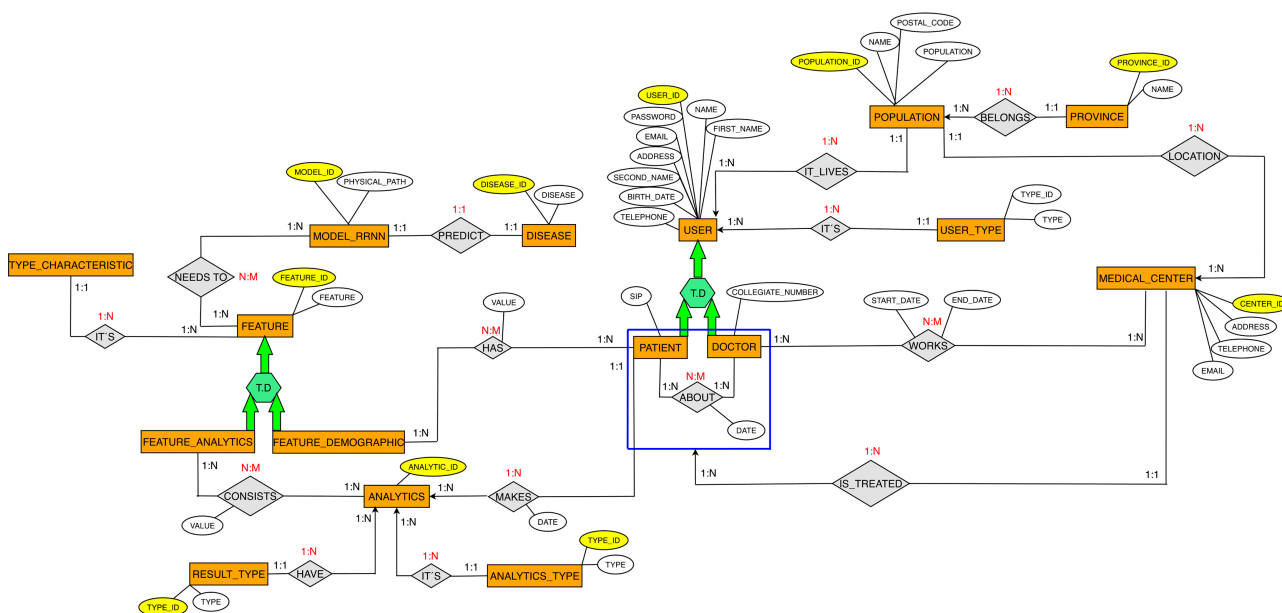 POSTAL_CODE
NAME
POPULATION
POPULATION_ID
PROVINCE_ID
NAME
USER_ID
NAME
PASSWORD
FIRST_NAME
EMAIL
ADDRESS
SECOND_NAME
BIRTH_DATE
TELEPHONE
POPULATION
1:N
1:N
BELONGS
1:1
PROVINCE
1:1
1:1
1:N
LOCATION
1:N
IT_LIVES
1:N
MODEL_ID
PHYSICAL_PATH
DISEASE_ID
DISEASE
1:1
TYPE_ID
TYPE
1:N
MODEL_RRNN
1:1
PREDICT
1:1
DISEASE
USER
1:N
1:N
IT´S
1:1
USER_TYPE
TYPE_CHARACTERISTIC
1:1
NEEDS TO
N:M
FEATURE_ID
FEATURE
1:N
MEDICAL_CENTER
1:N
CENTER_ID
ADDRESS
TELEPHONE
EMAIL
T.D
SIP
COLLEGIATE_NUMBER
VALUE
START_DATE
END_DATE
1:N
IT´S
1:N
1:N
FEATURE
N:M
HAS
1:N
PATIENT
DOCTOR
1:N
N:M
WORKS
1:N
1:1
T.D
1:N
N:M
1:N
ABOUT
DATE
FEATURE_ANALYTICS
FEATURE_DEMOGRAPHIC
1:N
1:N
N:M
CONSISTS
VALUE
1:N
ANALYTIC_ID
ANALYTICS
1:N
1:N
MAKES
DATE
1:N
1:N
IS_TREATED
1:1
1:N
1:N
RESULT_TYPE
1:1
1:N
HAVE
TYPE_ID
TYPE
1:N
IT´S
1:1
ANALYTICS_TYPE
TYPE_ID
TYPE